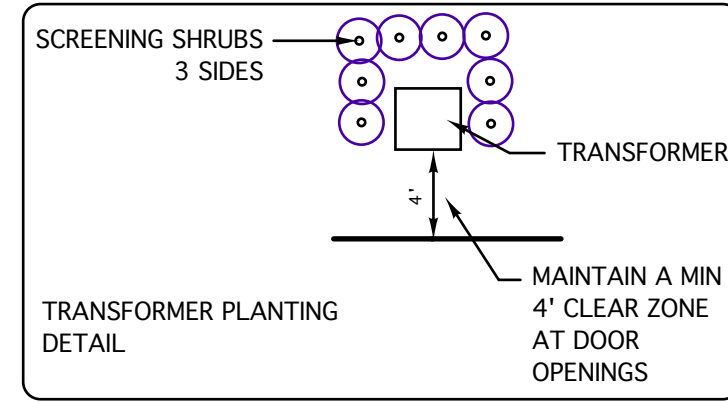 SCREENING SHRUBS
3 SIDES
TRANSFORMER
4'
MAINTAIN A MIN
4' CLEAR ZONE
AT DOOR
OPENINGS
TRANSFORMER PLANTING
DETAIL